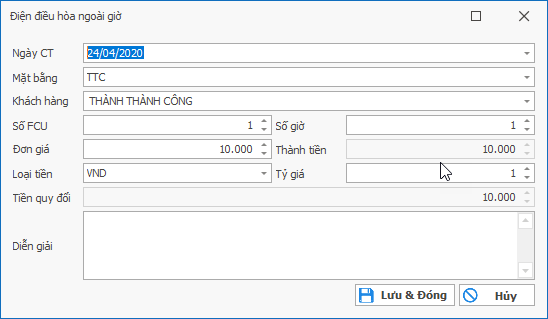 Điện điều hòa ngoài giờ
Ngày CT 24/04/2020
Mặt bằng TTC
Khách hàng THÀNH THÀNH CÔNG
Số FCU 1 Số giờ 1
Đơn giá 10.000 Thành tiền 10.000
Loại tiền VND Tỷ giá 1
Tiền quy đổi 10.000
Diễn giải
Lưu & Đóng Hủy